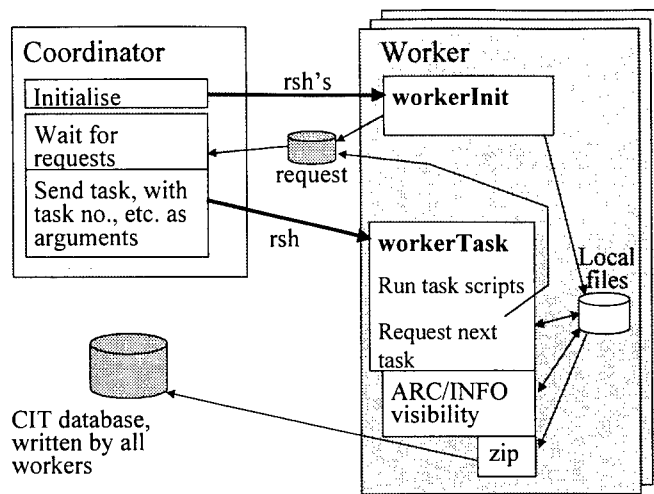 Coordinator
Initialise
Wait for
requests
Send task, with
task no., etc. as
arguments
rsh's
request
rsh
Worker
workerInit
workerTask
Run task scripts
Request next
task
Local
files
ARC/INFO
visibility
zip
CIT database,
written by all
workers